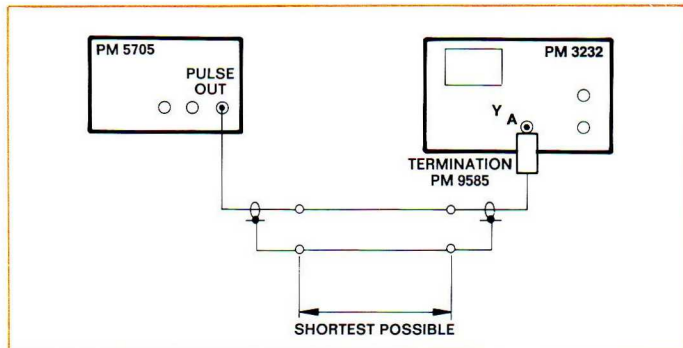 PM 5705
PULSE
OUT
PM 3232
Y
A
TERMINATION
PM 9585
SHORTEST POSSIBLE